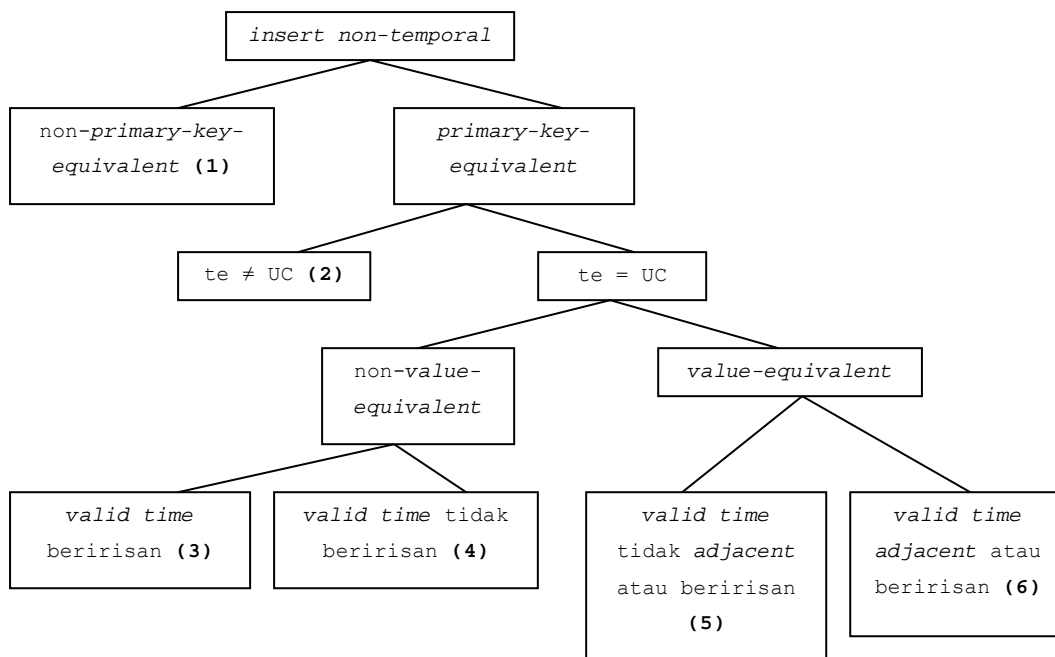 insert non-temporal
non-primary-key-
equivalent (1)
primary-key-
equivalent
te ≠ UC (2)
te = UC
non-value-
equivalent
value-equivalent
valid time
beririsan (3)
valid time tidak
beririsan (4)
valid time
tidak adjacent
atau beririsan
(5)
valid time
adjacent atau
beririsan (6)